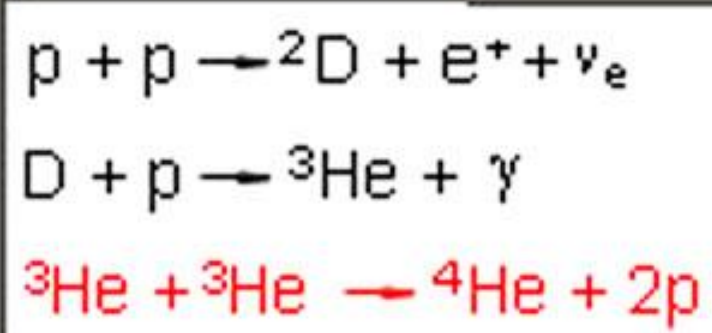 p + p → ²D + e⁺ + νₑ
D + p → ³He + γ
³He + ³He → ⁴He + 2p